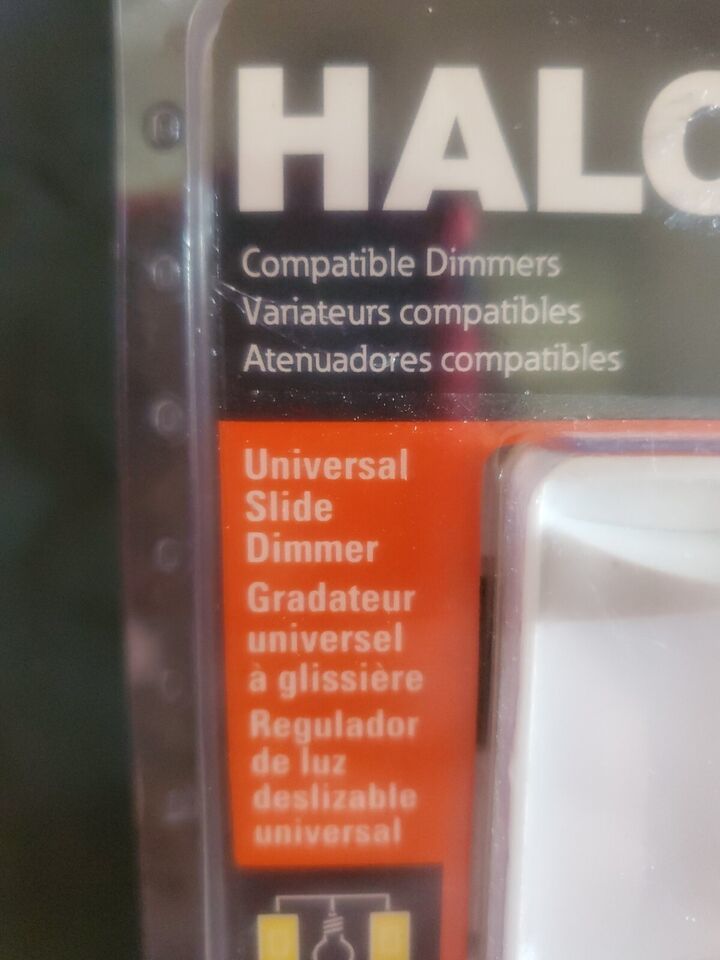 HALO
Compatible Dimmers
Variateurs compatibles
Atenuadores compatibles
Universal
Slide
Dimmer
Gradateur
universel
à glissière
Regulador
de luz
deslizable
universal